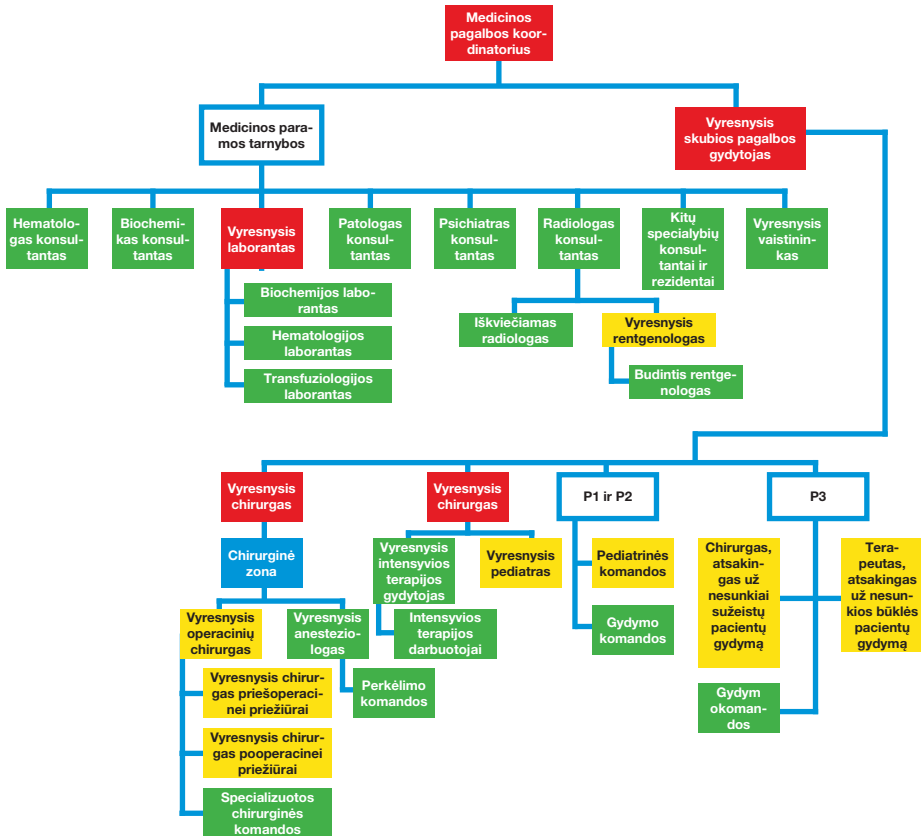 Medicinos
pagalbos koor-
dinatorius
Medicinos para-
mos tarnybos
Vyresnysis
skubios pagalbos
gydytojas
Hematolo-
gas konsul-
tantas
Biochemi-
kas konsul-
tantas
Vyresnysis
laborantas
Patologas
konsul-
tantas
Psichiatras
konsul-
tantas
Radiologas
konsul-
tantas
Kitų
specialybių
konsul-
tantai ir
rezidentai
Vyresnysis
vaistinin-
kas
Biochemijos labo-
rantas
Hematologijos
laborantas
Transfuziologijos
laborantas
Iškviečiamas
radiologas
Vyresnysis
rentgenologas
Budintis rentge-
nologas
Vyresnysis
chirurgas
Vyresnysis
chirurgas
P1 ir P2
P3
Chirurginė
zona
Vyresnysis
intensyvios
terapijos
gydytojas
Vyresnysis
pediatras
Pediatrinės
komandos
Chirurgas,
atsakin-
gas už
nesunkiai
sužeistų
pacientų
gydymą
Tera-
peutas,
atsakingas
už nesun-
kios būklės
pacientų
gydymą
Vyresnysis
operacinių
chirurgas
Vyresnysis
anesteziο-
logas
Intensyvios
terapijos
darbuotojai
Gydymo
komandos
Vyresnysis chirur-
gas priešoperaci-
nei priežiūrai
Perkėlimo
komandos
Gydym
okoman-
dos
Vyresnysis chirur-
gas pooperacinei
priežiūrai
Specializuotos
chirurginės
komandos